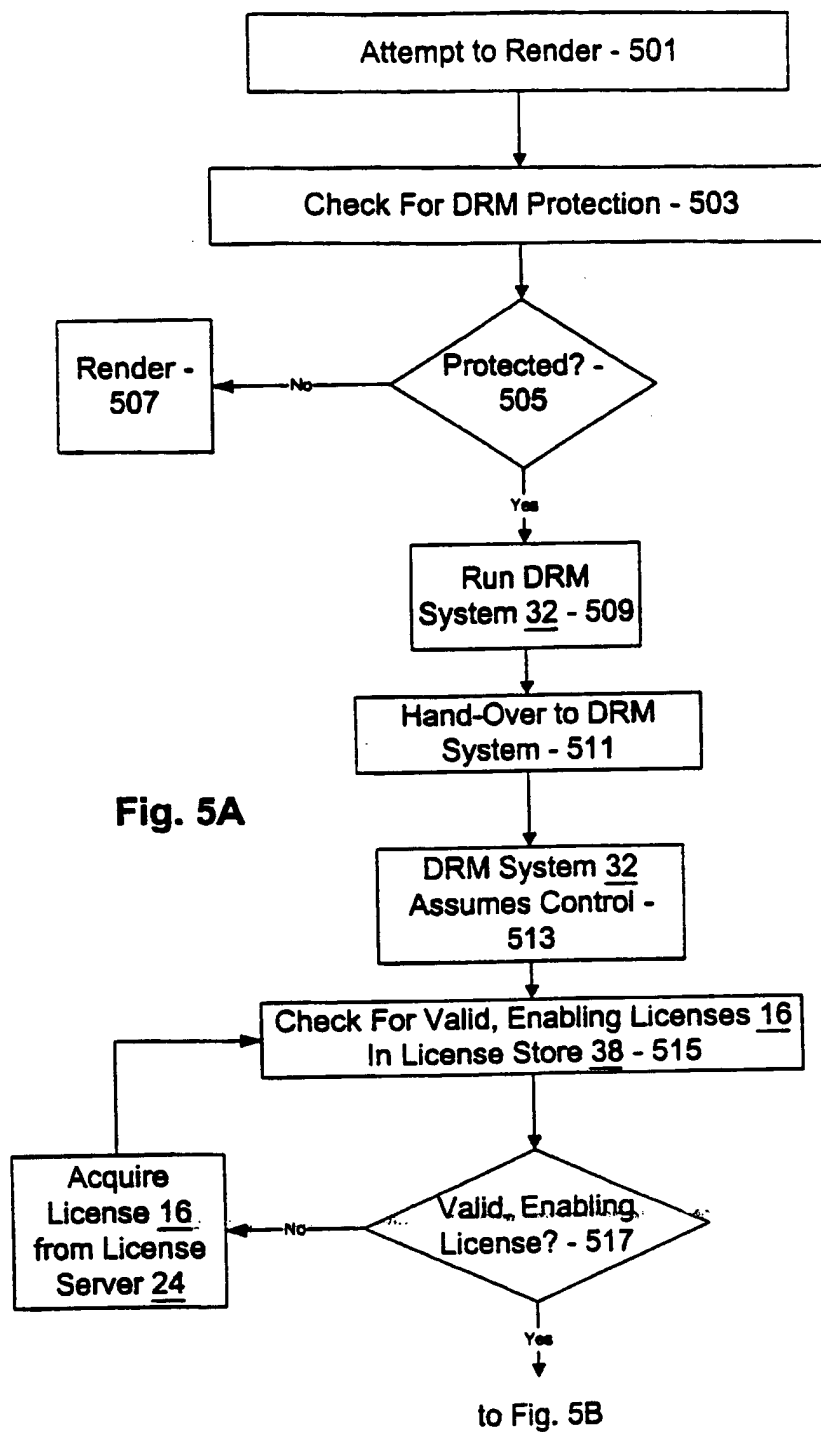 Attempt to Render - 501
Check For DRM Protection - 503
Protected? -
505
No
Render -
507
Yes
Run DRM
System 32 - 509
Hand-Over to DRM
System - 511
Fig. 5A
DRM System 32
Assumes Control -
513
Check For Valid, Enabling Licenses 16
In License Store 38 - 515
Valid, Enabling
License? - 517
No
Acquire
License 16
from License
Server 24
Yes
to Fig. 5B